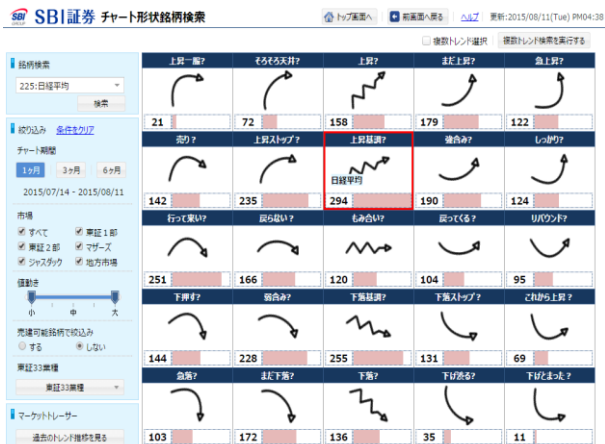 SBI証券 チャート形状銘柄検索
トップ画面へ 前画面へ戻る ヘルプ 更新:2015/08/11(Tue) PM04:38
複数トレンド選択 複数トレンド検索を実行する
銘柄検索
225:日経平均
検索
絞り込み 条件をクリア
チャート期間
1ヶ月 3ヶ月 6ヶ月
2015/07/14 - 2015/08/11
市場
すべて 東証1部
東証2部 マザーズ
ジャスダック 地方市場
値動き
小 中 大
売建可能銘柄で絞込み
する しない
東証33業種
東証33業種
マーケットトレーサー
過去のトレンド推移を見る
上昇一服? そろそろ天井? 上昇? まだ上昇? 急上昇?
21 72 158 179 122
売り? 上昇ストップ? 上昇基調? 強含み? しっかり?
日経平均
142 235 294 190 124
行って来い? 戻らない? もみ合い? 戻ってくる? リバウンド?
251 166 120 104 95
下押す? 弱含み? 下落基調? 下落ストップ? これから上昇?
144 228 255 131 69
急落? まだ下落? 下落? 下げ渋る? 下げとまった?
103 172 136 35 11